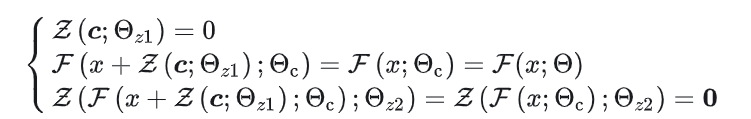 𝒵 (𝒄; Θ_{z1}) = 0
ℱ (x + 𝒵 (𝒄; Θ_{z1}) ; Θ_c) = ℱ (x; Θ_c) = ℱ(x; Θ)
𝒵 (ℱ (x + 𝒵 (𝒄; Θ_{z1}) ; Θ_c) ; Θ_{z2}) = 𝒵 (ℱ (x; Θ_c) ; Θ_{z2}) = 𝟎